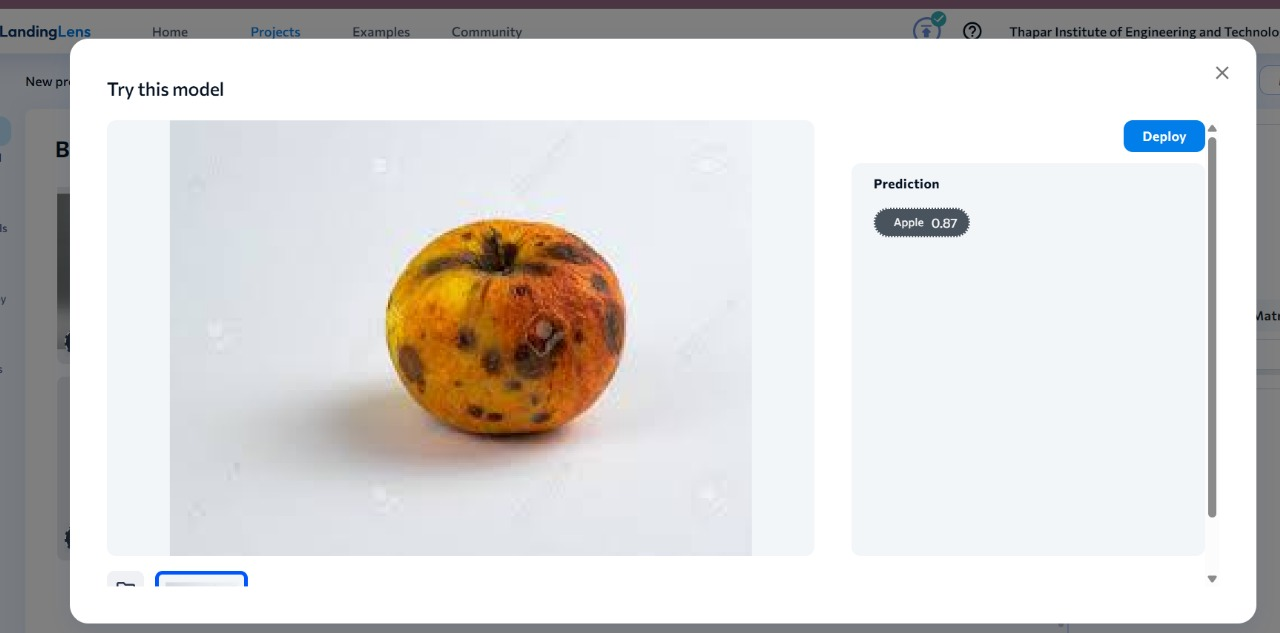 LandingLens
Home
Projects
Examples
Community
Thapar Institute of Engineering and Technolo
New pr
Try this model
Deploy
B
Prediction
Apple 0.87
Matr